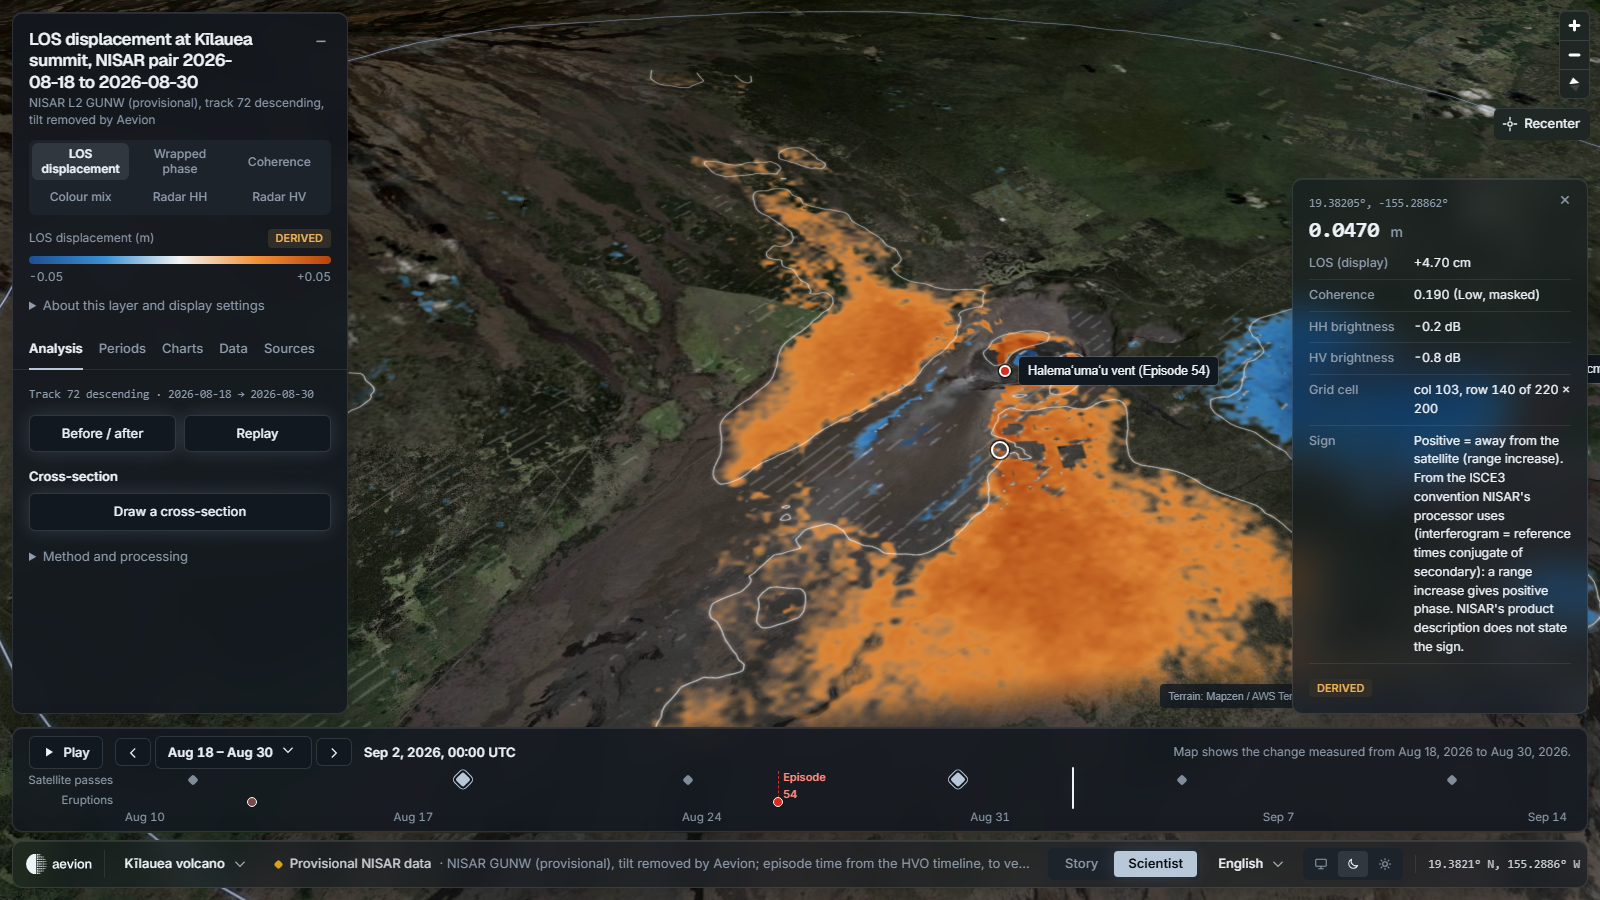 LOS displacement at Kīlauea
summit, NISAR pair 2026-
08-18 to 2026-08-30
NISAR L2 GUNW (provisional), track 72 descending,
tilt removed by Aevion
LOS
displacement
Wrapped
phase
Coherence
Colour mix
Radar HH
Radar HV
LOS displacement (m)
DERIVED
-0.05
+0.05
About this layer and display settings
Analysis
Periods
Charts
Data
Sources
Track 72 descending · 2026-08-18 → 2026-08-30
Before / after
Replay
Cross-section
Draw a cross-section
Method and processing
Halemaʻumaʻu vent (Episode 54)
Recenter
19.38205°, -155.28862°
0.0470 m
LOS (display)
+4.70 cm
Coherence
0.190 (Low, masked)
HH brightness
-0.2 dB
HV brightness
-0.8 dB
Grid cell
col 103, row 140 of 220 ×
200
Sign
Positive = away from the
satellite (range increase).
From the ISCE3
convention NISAR's
processor uses
(interferogram = reference
times conjugate of
secondary): a range
increase gives positive
phase. NISAR's product
description does not state
the sign.
DERIVED
Terrain: Mapzen / AWS
Play
Aug 18 – Aug 30
Sep 2, 2026, 00:00 UTC
Map shows the change measured from Aug 18, 2026 to Aug 30, 2026.
Satellite passes
Eruptions
Episode
54
Aug 10
Aug 17
Aug 24
Aug 31
Sep 7
Sep 14
aevion
Kīlauea volcano
Provisional NISAR data
· NISAR GUNW (provisional), tilt removed by Aevion; episode time from the HVO timeline, to ve...
Story
Scientist
English
19.3821° N, 155.2886° W